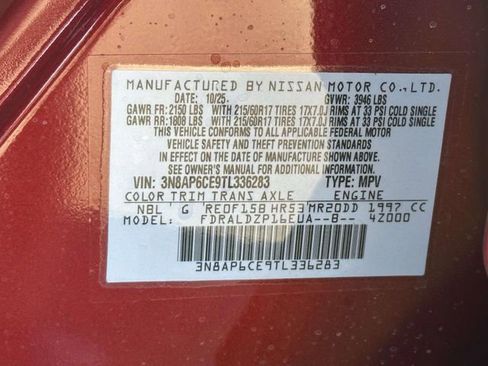 MANUFACTURED BY NISSAN MOTOR CO., LTD.
DATE: 10/25 GVWR: 3946 LBS
GAWR FR: 2150 LBS WITH 215/60R17 TIRES 17X7.0J RIMS AT 33 PSI COLD SINGLE
GAWR RR: 1808 LBS WITH 215/60R17 TIRES 17X7.0J RIMS AT 33 PSI COLD SINGLE
THIS VEHICLE CONFORMS TO ALL APPLICABLE FEDERAL MOTOR
VEHICLE SAFETY AND THEFT PREVENTION STANDARDS
IN EFFECT ON THE DATE OF MANUFACTURE SHOWN ABOVE.
SEE OWNER'S MANUAL FOR ADDITIONAL INFORMATION.
VIN: 3N8AP6CE9TL336283 TYPE: MPV
COLOR TRIM TRANS AXLE ENGINE
NBL G RE0F15B HR53 MR20DD 1997 CC
FDRALDZP16EUA--B-- 4Z000
3N8AP6CE9TL336283